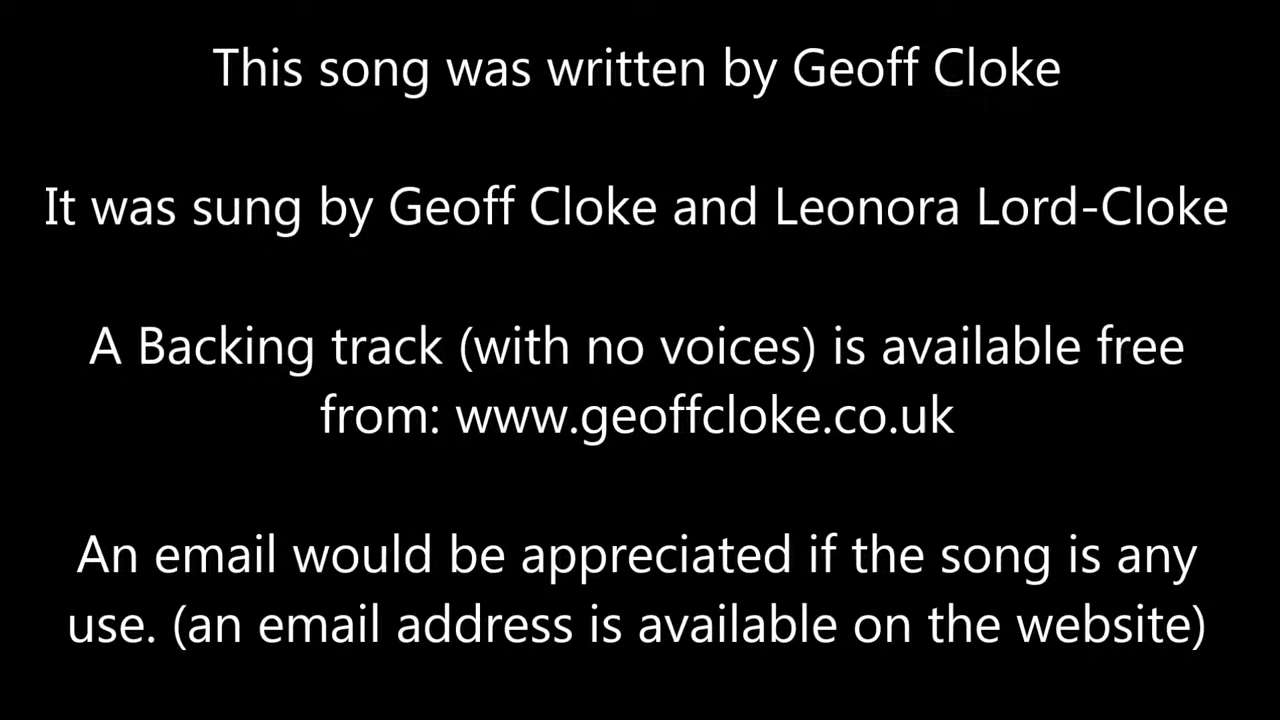 This song was written by Geoff Cloke
It was sung by Geoff Cloke and Leonora Lord-Cloke
A Backing track (with no voices) is available free
from: www.geoffcloke.co.uk
An email would be appreciated if the song is any
use. (an email address is available on the website)